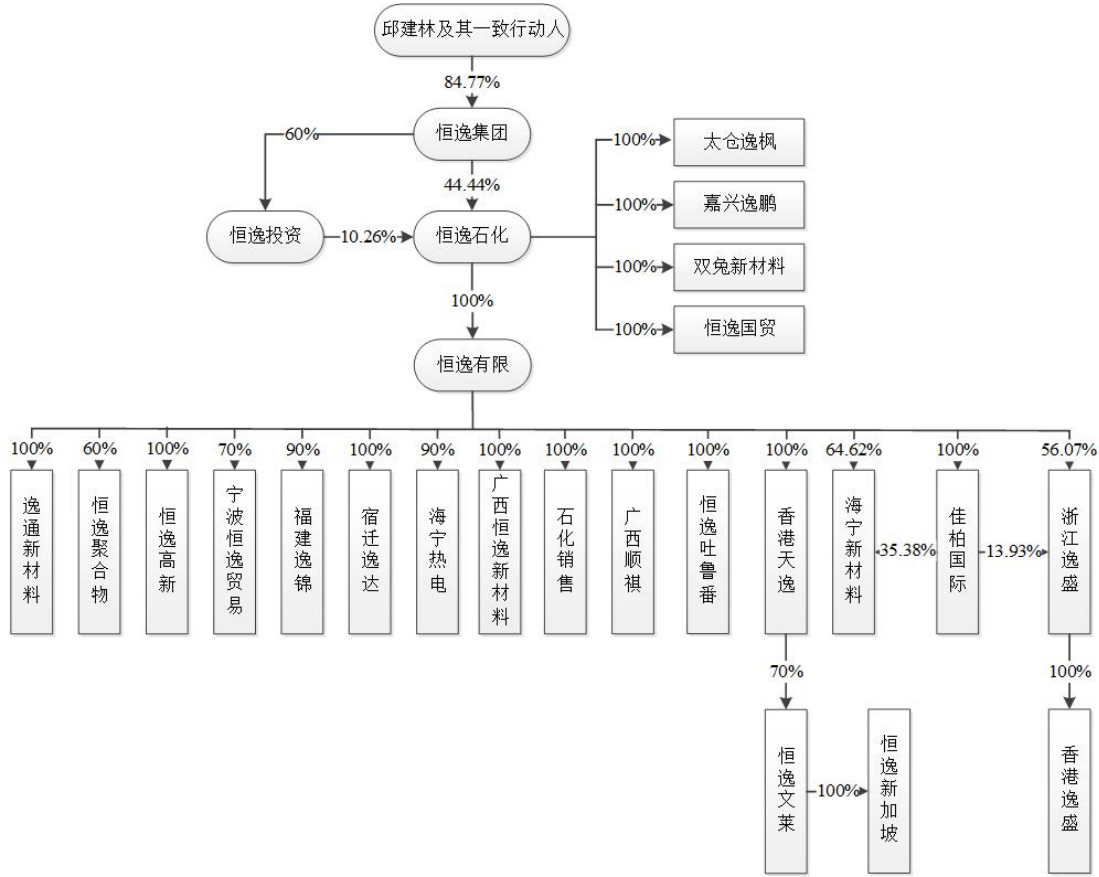 邱建林及其一致行动人
84.77%
恒逸集团
60%
44.44%
恒逸投资
10.26%
恒逸石化
100%
太仓逸枫
100%
嘉兴逸鹏
100%
双兔新材料
100%
恒逸国贸
100%
恒逸有限
100%
60%
100%
70%
90%
100%
90%
100%
100%
100%
100%
100%
64.62%
100%
56.07%
逸通新材料
恒逸聚合物
恒逸高新
宁波恒逸贸易
福建逸锦
宿迁逸达
海宁热电
广西恒逸新材料
石化销售
广西顺祺
恒逸吐鲁番
香港天逸
海宁新材料
35.38%
佳柏国际
13.93%
浙江逸盛
70%
100%
恒逸文莱
100%
恒逸新加坡
香港逸盛